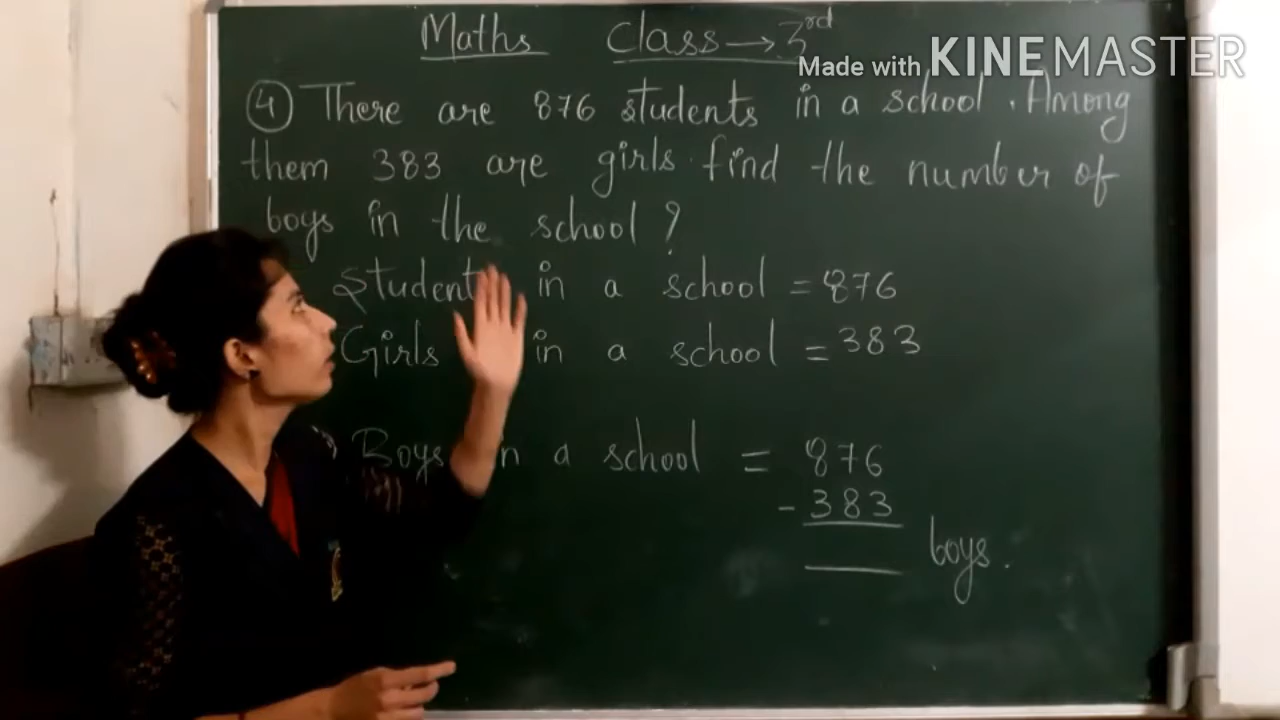 Maths Class → 3rd
Made with KINEMASTER
④ There are 876 students in a school. Among
them 383 are girls. find the number of
boys in the school?
Student in a school = 876
Girls in a school = 383
Boys in a school = 876
- 383
boys.